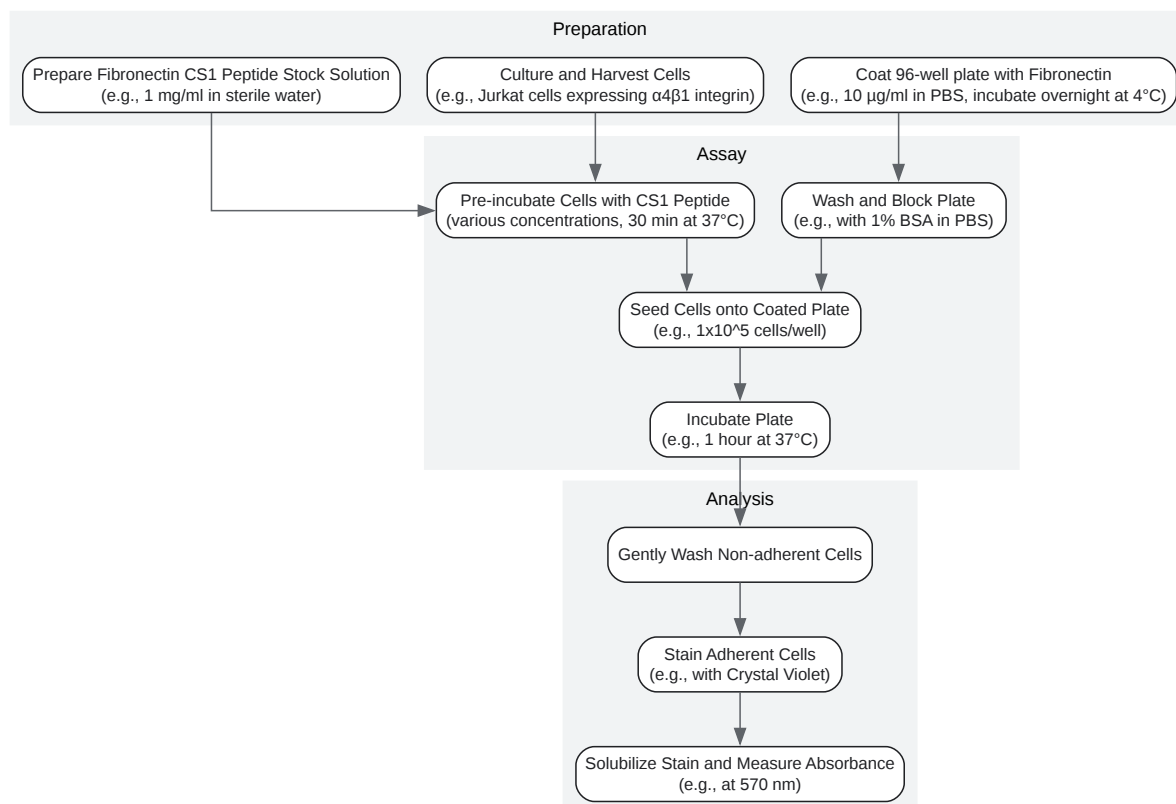 Preparation
Prepare Fibronectin CS1 Peptide Stock Solution
(e.g., 1 mg/ml in sterile water)
Culture and Harvest Cells
(e.g., Jurkat cells expressing α4β1 integrin)
Coat 96-well plate with Fibronectin
(e.g., 10 µg/ml in PBS, incubate overnight at 4°C)
Assay
Pre-incubate Cells with CS1 Peptide
(various concentrations, 30 min at 37°C)
Wash and Block Plate
(e.g., with 1% BSA in PBS)
Seed Cells onto Coated Plate
(e.g., 1x10^5 cells/well)
Incubate Plate
(e.g., 1 hour at 37°C)
Analysis
Gently Wash Non-adherent Cells
Stain Adherent Cells
(e.g., with Crystal Violet)
Solubilize Stain and Measure Absorbance
(e.g., at 570 nm)